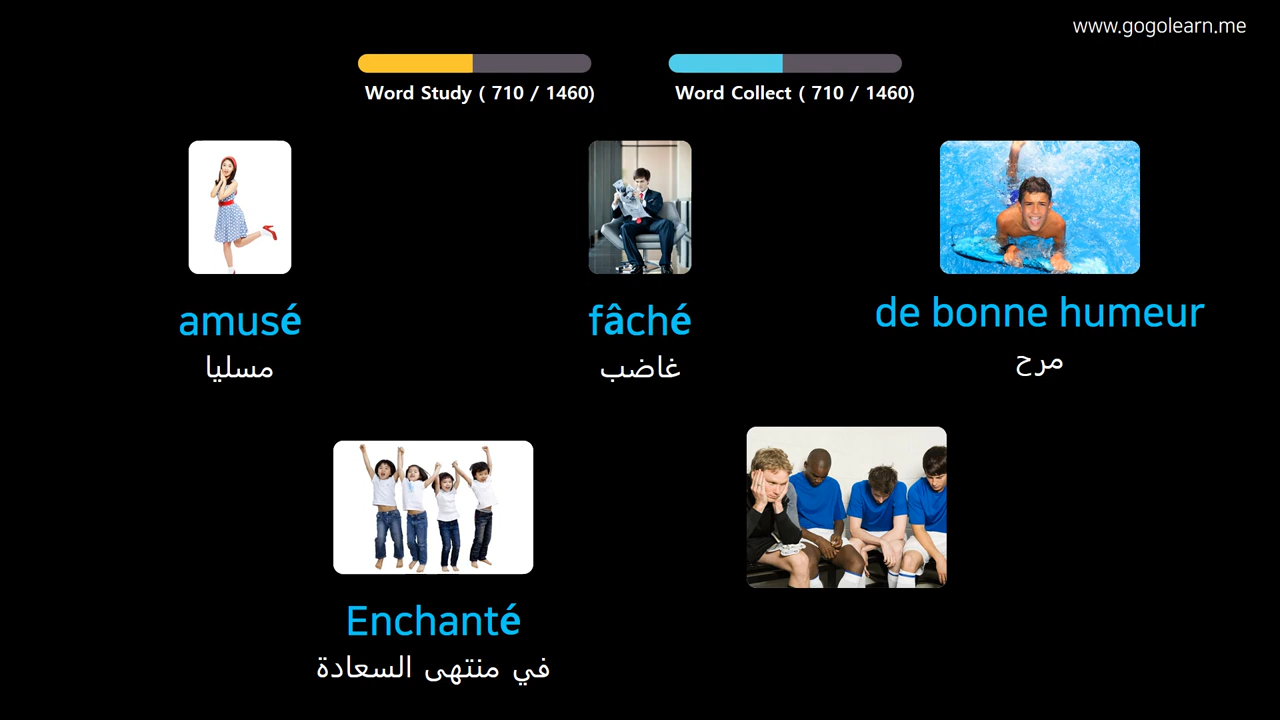 www.gogolearn.me
Word Study ( 710 / 1460)
Word Collect ( 710 / 1460)
amusé
مسليا
fâché
غاضب
de bonne humeur
مرح
Enchanté
في منتهى السعادة